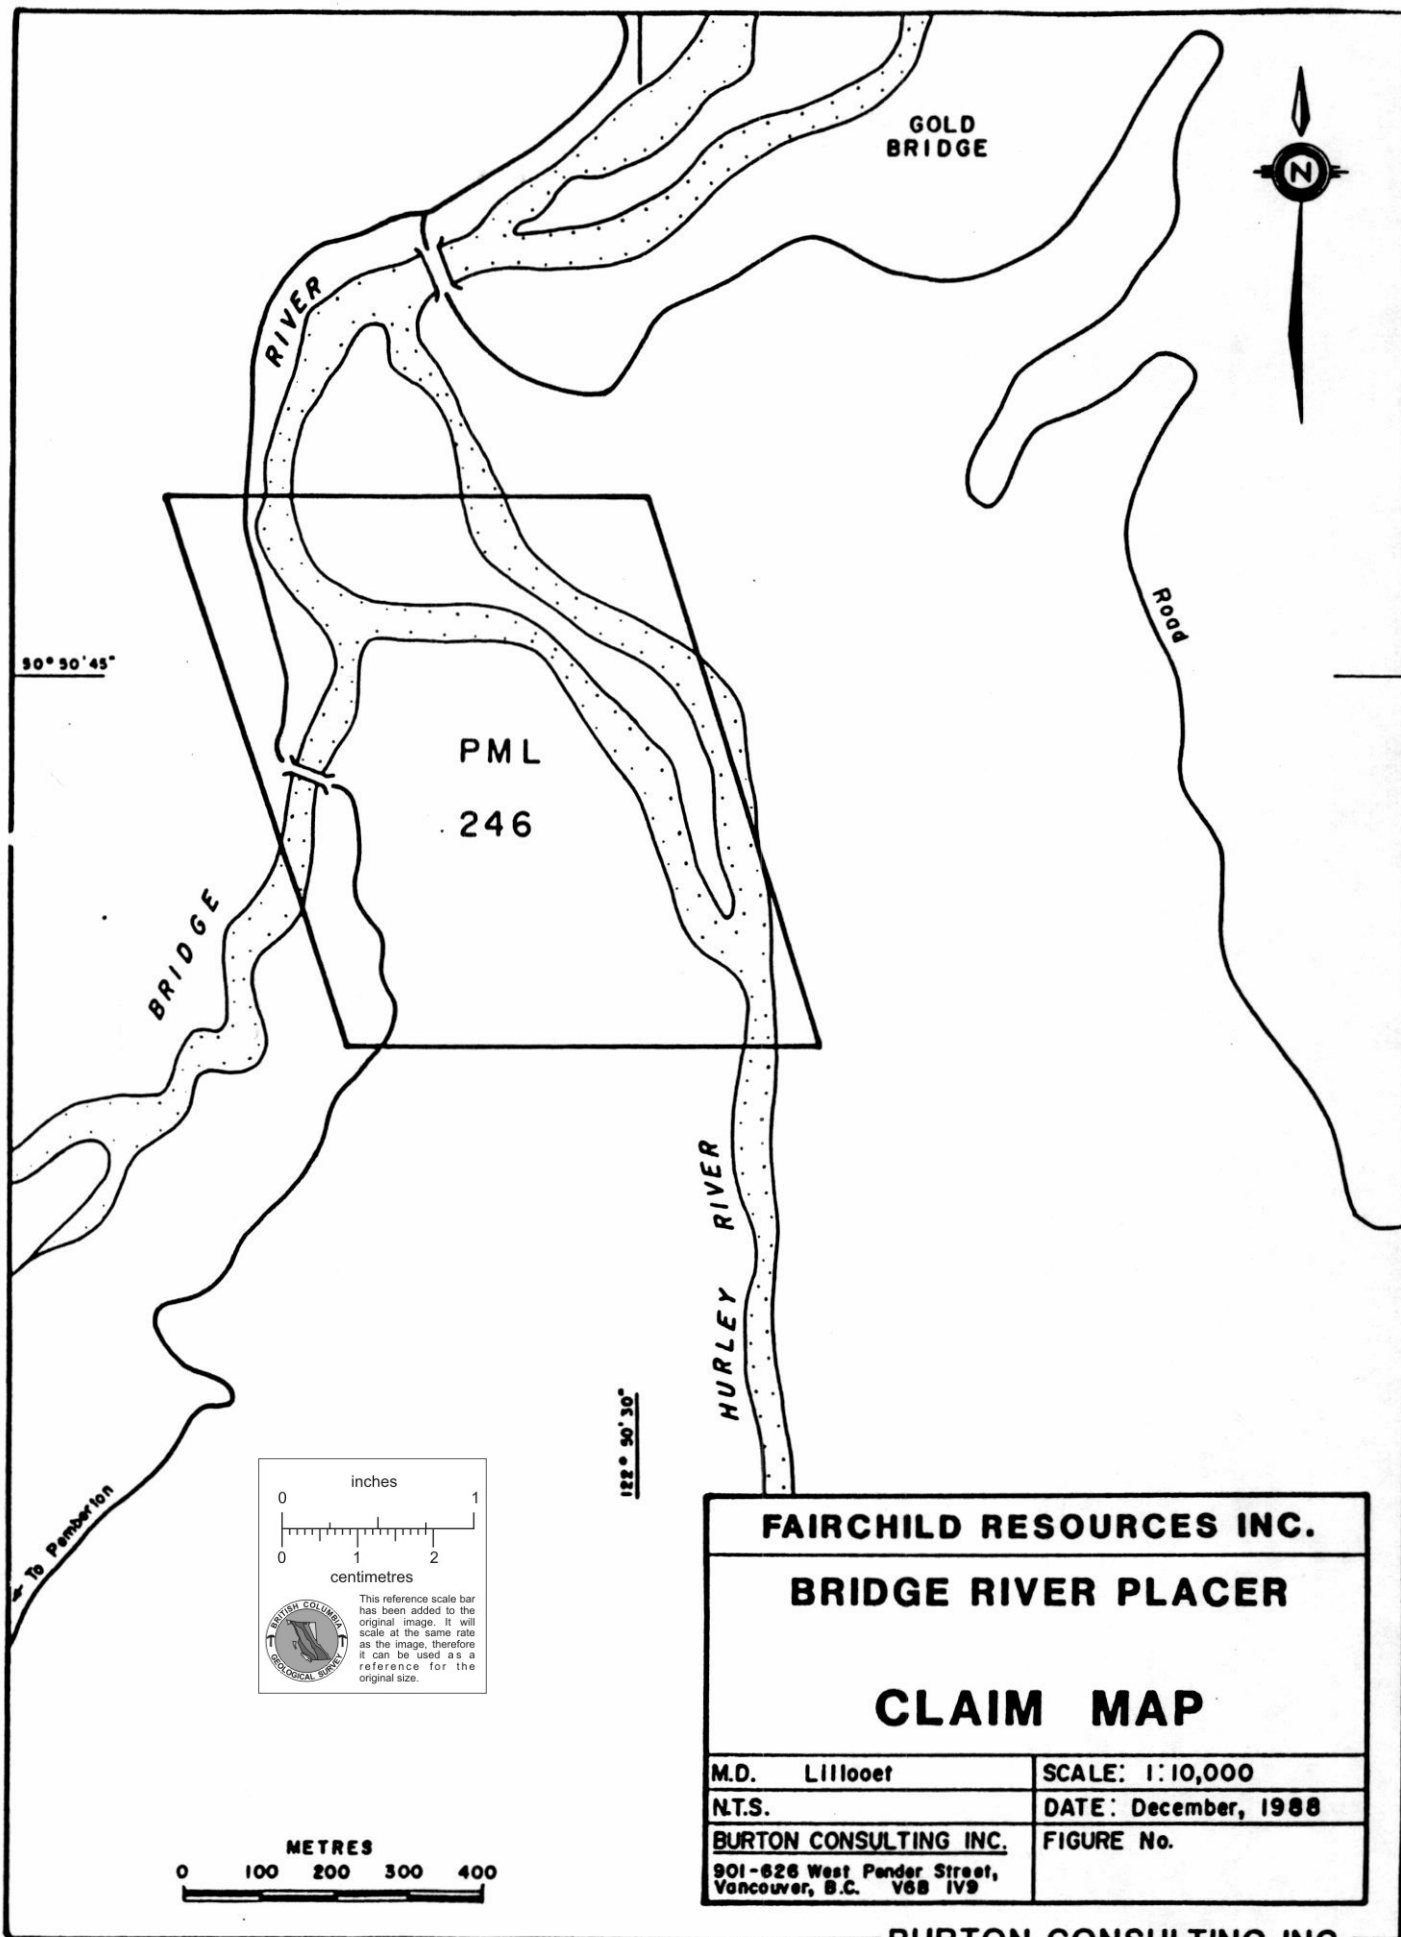 GOLD
BRIDGE
N
RIVER
Road
50° 50' 45"
PML
246
BRIDGE
HURLEY RIVER
122° 50' 30"
← To Pemberton
inches
0 1
0 1 2
centimetres
BRITISH COLUMBIA
GEOLOGICAL SURVEY
This reference scale bar
has been added to the
original image. It will
scale at the same rate
as the image, therefore
it can be used as a
reference for the
original size.
FAIRCHILD RESOURCES INC.
BRIDGE RIVER PLACER
CLAIM MAP
M.D. Lillooet
SCALE: 1:10,000
N.T.S.
DATE: December, 1988
BURTON CONSULTING INC.
FIGURE No.
901-626 West Pender Street,
Vancouver, B.C. V6B 1V9
METRES
0 100 200 300 400
BURTON CONSULTING INC